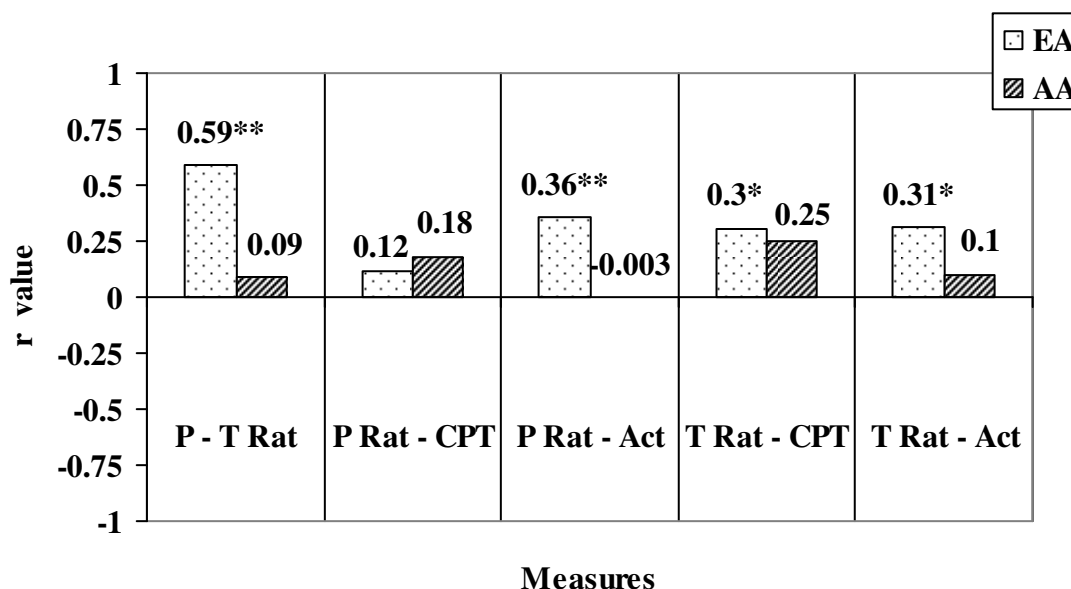 EA
AA
1
0.75
0.5
0.25
0
-0.25
-0.5
-0.75
-1
r value
0.59**
0.09
0.12
0.18
0.36**
-0.003
0.3*
0.25
0.31*
0.1
P - T Rat
P Rat - CPT
P Rat - Act
T Rat - CPT
T Rat - Act
Measures